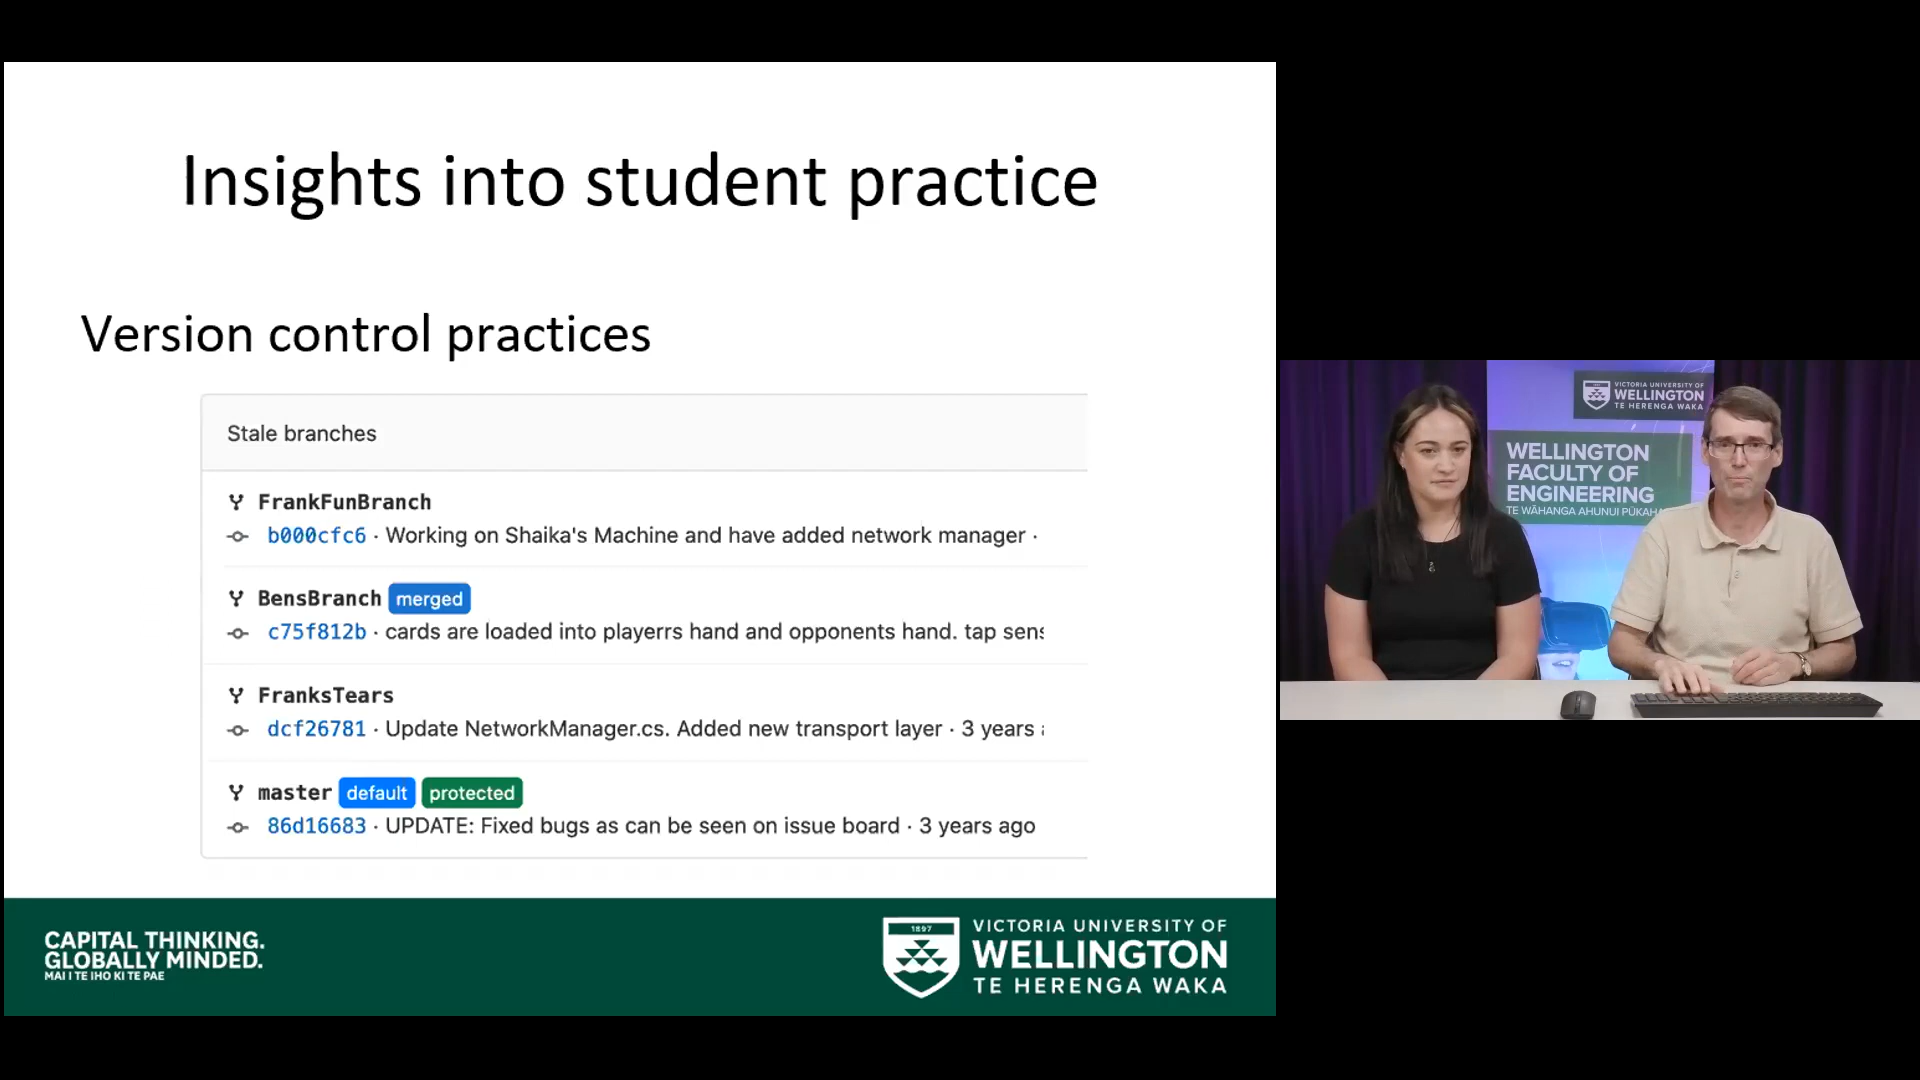 Insights into student practice
Version control practices
Stale branches
FrankFunBranch
b000cfc6 · Working on Shaika's Machine and have added network manager ·
BensBranch merged
c75f812b · cards are loaded into playerrs hand and opponents hand. tap sens
FranksTears
dcf26781 · Update NetworkManager.cs. Added new transport layer · 3 years
master default protected
86d16683 · UPDATE: Fixed bugs as can be seen on issue board · 3 years ago
CAPITAL THINKING.
GLOBALLY MINDED.
MAI I TE IHO KI TE PAE
1897
VICTORIA UNIVERSITY OF
WELLINGTON
TE HERENGA WAKA
VICTORIA UNIVERSITY OF
WELLINGTON
TE HERENGA WAKA
WELLINGTON
FACULTY OF
ENGINEERING
TE WĀHANGA AHUNUI PŪKAHA